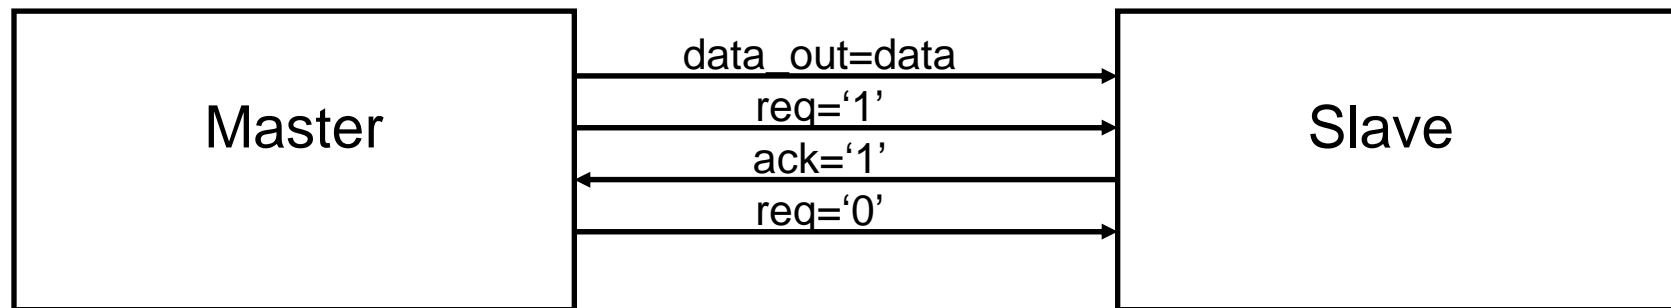 data_out=data
req=‘1’
Master
Slave
ack=‘1’
req=‘0’